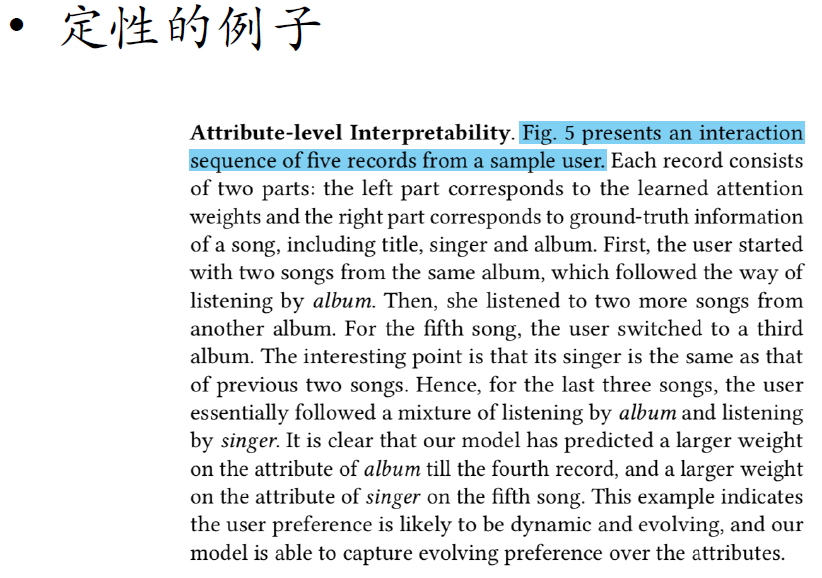 • 定性的例子
Attribute-level Interpretability. Fig. 5 presents an interaction
sequence of five records from a sample user. Each record consists
of two parts: the left part corresponds to the learned attention
weights and the right part corresponds to ground-truth information
of a song, including title, singer and album. First, the user started
with two songs from the same album, which followed the way of
listening by album. Then, she listened to two more songs from
another album. For the fifth song, the user switched to a third
album. The interesting point is that its singer is the same as that
of previous two songs. Hence, for the last three songs, the user
essentially followed a mixture of listening by album and listening
by singer. It is clear that our model has predicted a larger weight
on the attribute of album till the fourth record, and a larger weight
on the attribute of singer on the fifth song. This example indicates
the user preference is likely to be dynamic and evolving, and our
model is able to capture evolving preference over the attributes.